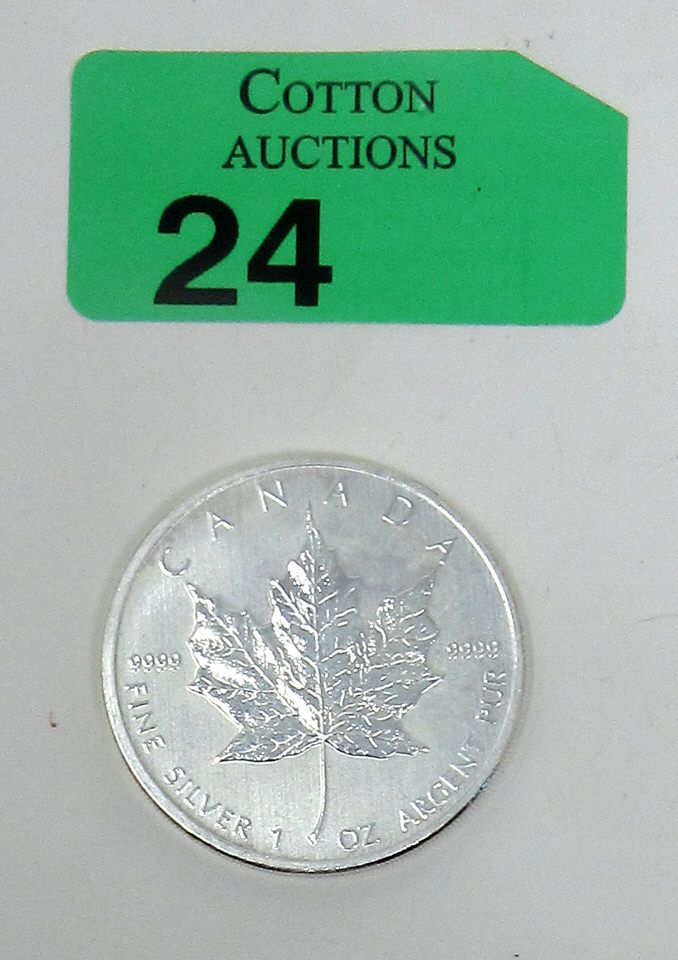 COTTON
AUCTIONS
24
CANADA
9999 9999
FINE SILVER 1 OZ ARGENT PUR